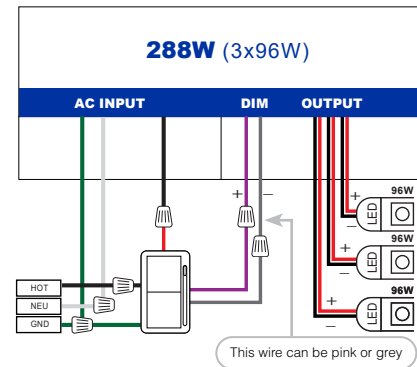 288W (3x96W)
AC INPUT DIM OUTPUT
+ −
96W
+
LED
−
96W
+
LED
−
96W
+
LED
−
HOT
NEU
GND
This wire can be pink or grey